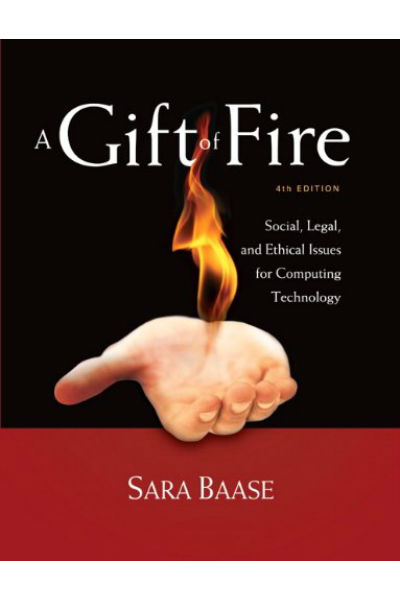 A Gift of Fire
4th EDITION
Social, Legal,
and Ethical Issues
for Computing
Technology
SARA BAASE